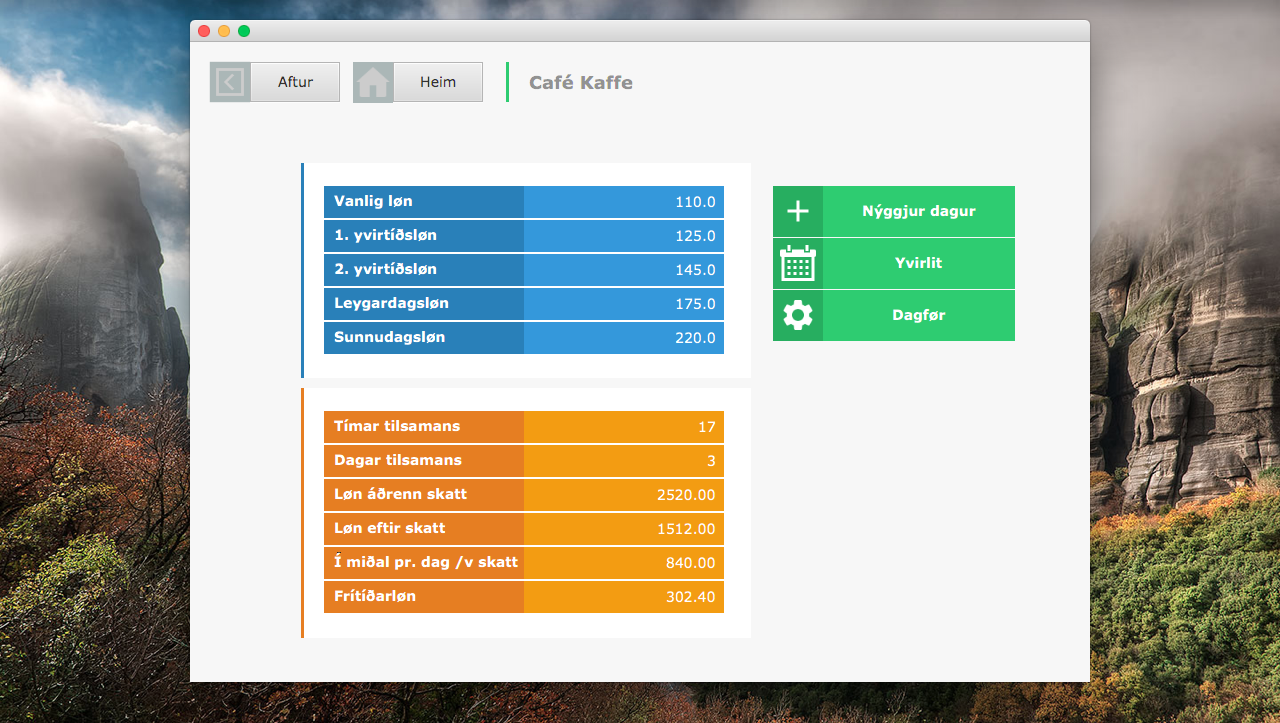 Aftur
Heim
Café Kaffe
Vanlig løn 110.0
1. yvirtíðsløn 125.0
2. yvirtíðsløn 145.0
Leygardagsløn 175.0
Sunnudagsløn 220.0
Nýggjur dagur
Yvirlit
Dagfør
Tímar tilsamans 17
Dagar tilsamans 3
Løn áðrenn skatt 2520.00
Løn eftir skatt 1512.00
Í miðal pr. dag /v skatt 840.00
Frítíðarløn 302.40